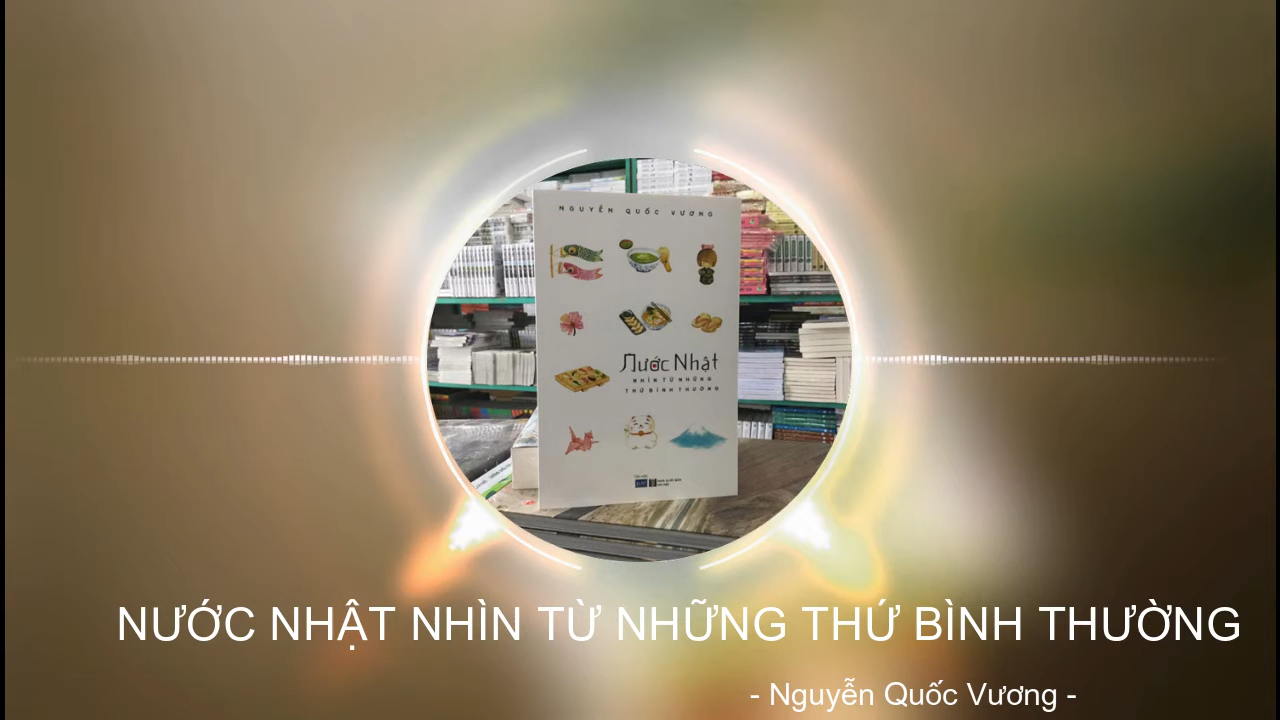 NGUYỄN QUỐC VƯƠNG
Nước Nhật
NHÌN TỪ NHỮNG
THỨ BÌNH THƯỜNG
NƯỚC NHẬT NHÌN TỪ NHỮNG THỨ BÌNH THƯỜNG
- Nguyễn Quốc Vương -